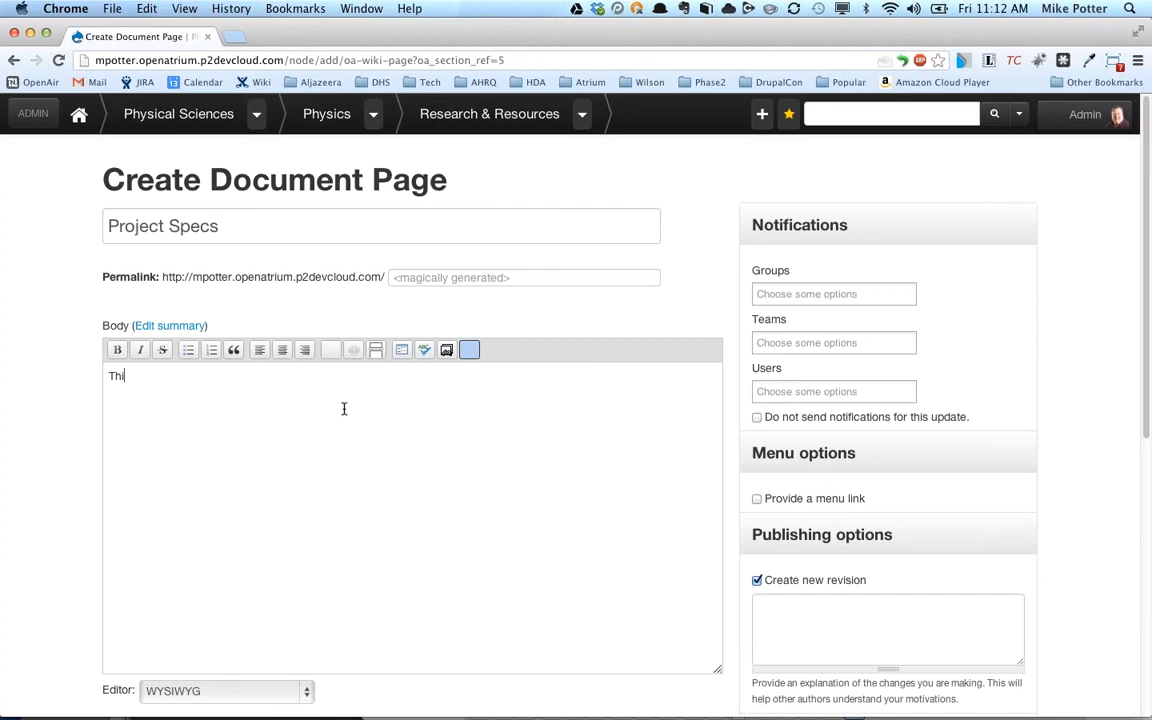 Chrome File Edit View History Bookmarks Window Help Fri 11:12 AM Mike Potter
Create Document Page | P
mpotter.openatrium.p2devcloud.com/node/add/oa-wiki-page?oa_section_ref=5
OpenAir Mail JIRA Calendar Wiki Aljazeera DHS Tech AHRQ HDA Atrium Wilson Phase2 DrupalCon Popular Amazon Cloud Player Other Bookmarks
ADMIN Physical Sciences Physics Research & Resources Admin
Create Document Page
Project Specs
Permalink: http://mpotter.openatrium.p2devcloud.com/ <magically generated>
Body (Edit summary)
B I S ABC
Thi
Editor: WYSIWYG
Notifications
Groups
Choose some options
Teams
Choose some options
Users
Choose some options
Do not send notifications for this update.
Menu options
Provide a menu link
Publishing options
Create new revision
Provide an explanation of the changes you are making. This will
help other authors understand your motivations.